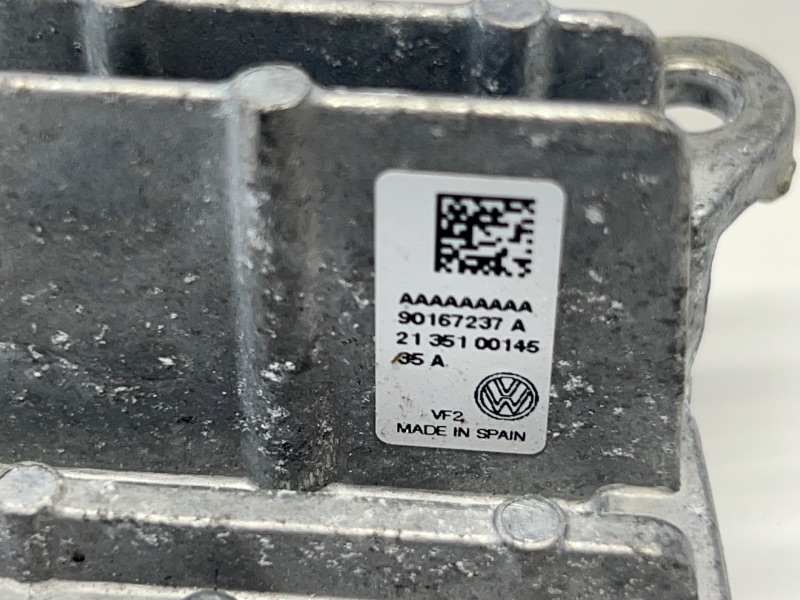 AAAAAAAAA
90167237 A
21 351 00145
35 A
VF2
MADE IN SPAIN